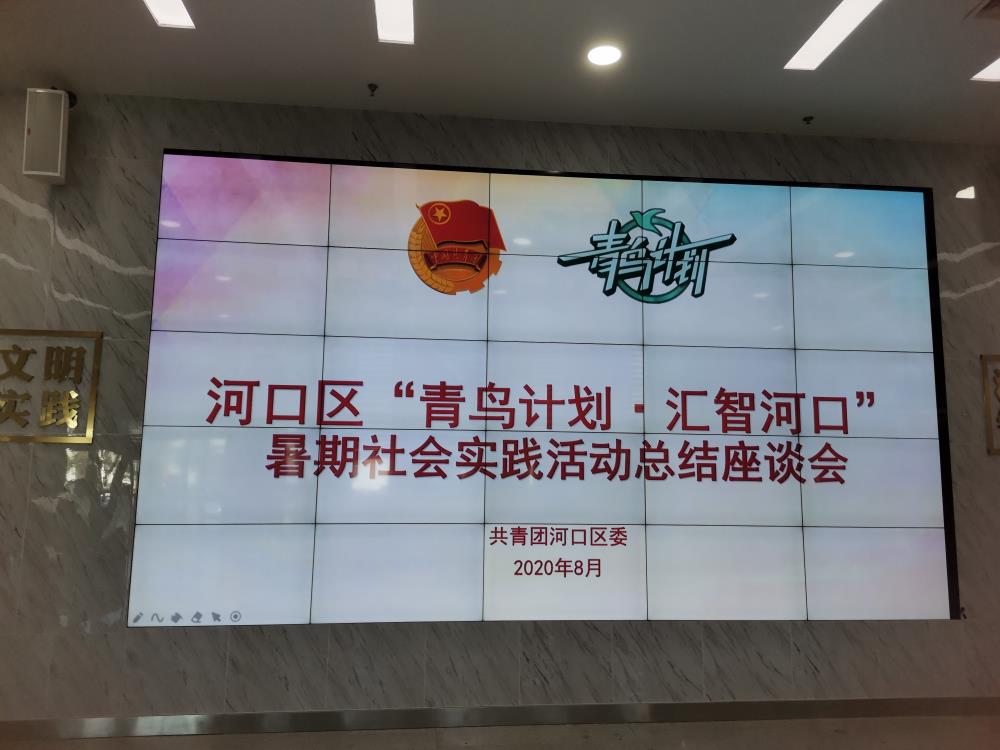 青鸟计划
河口区“青鸟计划·汇智河口”
暑期社会实践活动总结座谈会
共青团河口区委
2020年8月
文明
实践